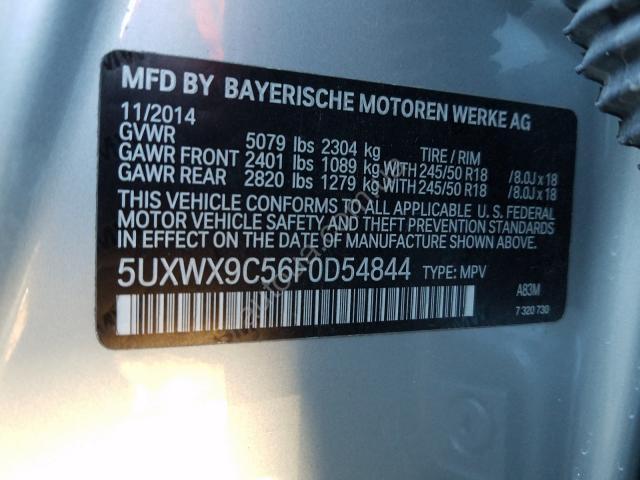 MFD BY BAYERISCHE MOTOREN WERKE AG
11/2014
GVWR 5079 lbs 2304 kg TIRE / RIM
GAWR FRONT 2401 lbs 1089 kg WITH 245/50 R18 /8.0J x 18
GAWR REAR 2820 lbs 1279 kg WITH 245/50 R18 /8.0J x 18
THIS VEHICLE CONFORMS TO ALL APPLICABLE U. S. FEDERAL
MOTOR VEHICLE SAFETY AND THEFT PREVENTION STANDARDS
IN EFFECT ON THE DATE OF MANUFACTURE SHOWN ABOVE.
5UXWX9C56F0D54844 TYPE: MPV
A83M
7 320 730